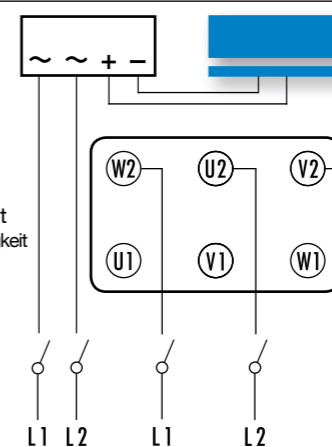 ~ ~ + −
W2 U2 V2
t
keit
U1 V1 W1
L1 L2 L1 L2